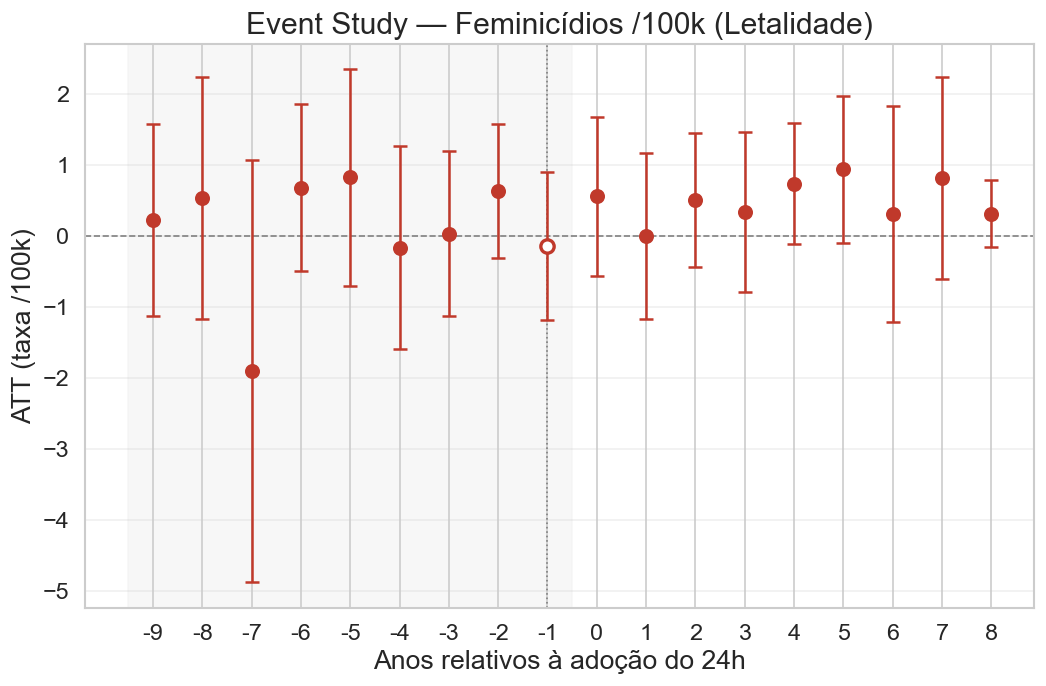 Event Study — Feminicídios /100k (Letalidade)
ATT (taxa /100k)
2
1
0
−1
−2
−3
−4
−5
-9 -8 -7 -6 -5 -4 -3 -2 -1 0 1 2 3 4 5 6 7 8
Anos relativos à adoção do 24h